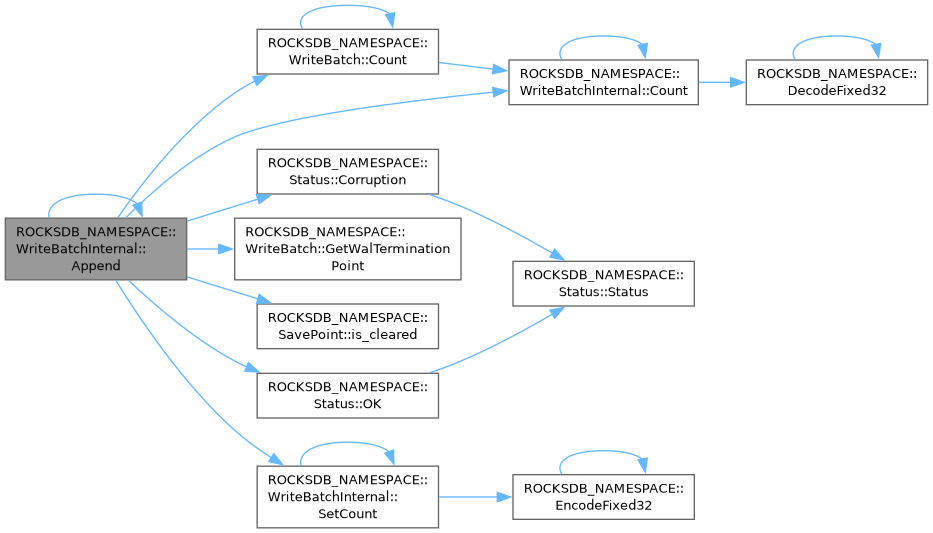 ROCKSDB_NAMESPACE::
WriteBatchInternal::
Append
ROCKSDB_NAMESPACE::
WriteBatch::Count
ROCKSDB_NAMESPACE::
WriteBatchInternal::Count
ROCKSDB_NAMESPACE::
DecodeFixed32
ROCKSDB_NAMESPACE::
Status::Corruption
ROCKSDB_NAMESPACE::
WriteBatch::GetWalTermination
Point
ROCKSDB_NAMESPACE::
Status::Status
ROCKSDB_NAMESPACE::
SavePoint::is_cleared
ROCKSDB_NAMESPACE::
Status::OK
ROCKSDB_NAMESPACE::
WriteBatchInternal::
SetCount
ROCKSDB_NAMESPACE::
EncodeFixed32